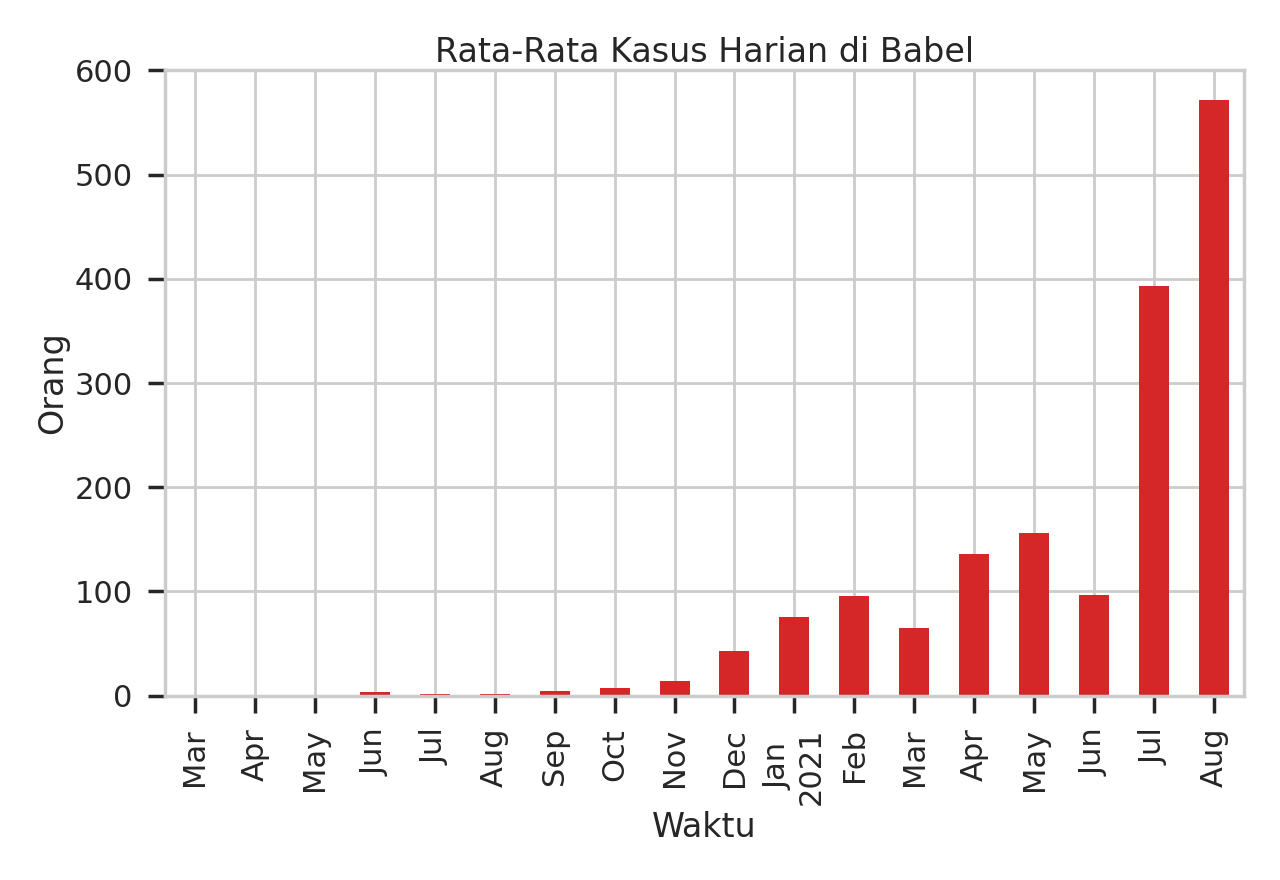 Rata-Rata Kasus Harian di Babel
600
500
400
300
200
100
0
Orang
Mar
Apr
May
Jun
Jul
Aug
Sep
Oct
Nov
Dec
Jan
2021
Feb
Mar
Apr
May
Jun
Jul
Aug
Waktu